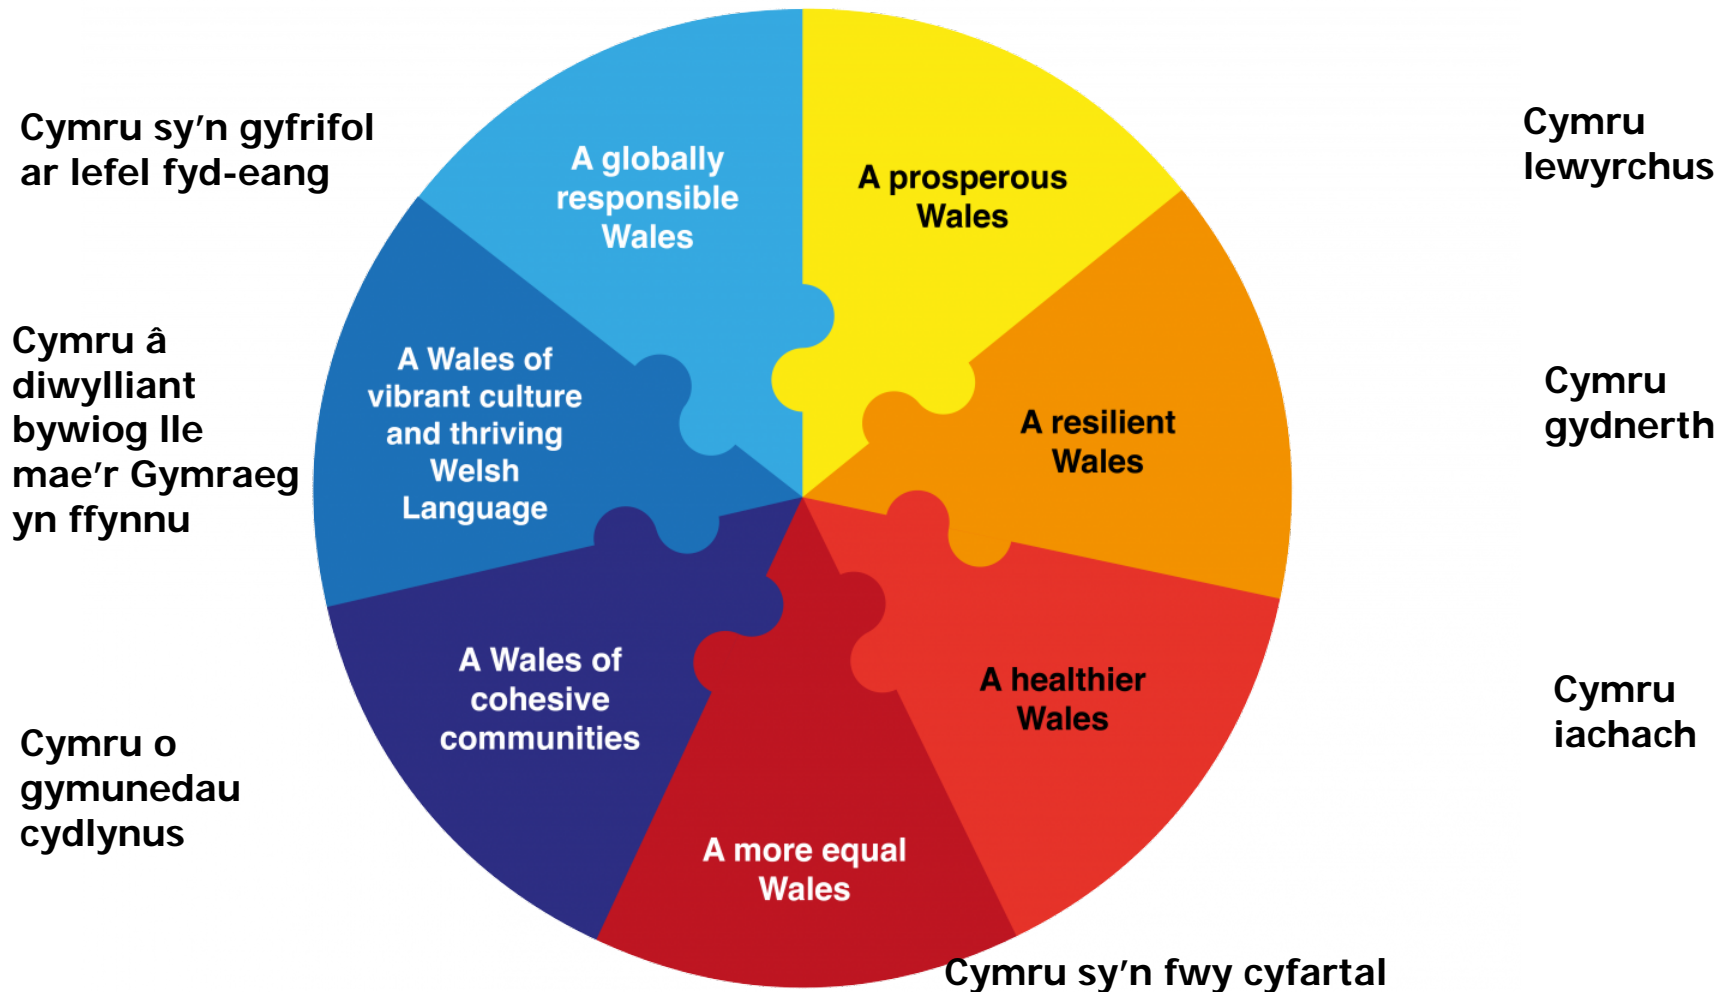 Cymru sy'n gyfrifol
ar lefel fyd-eang
A globally
responsible
Wales
A prosperous
Wales
Cymru
lewyrchus
Cymru â
diwylliant
bywiog lle
mae'r Gymraeg
yn ffynnu
A Wales of
vibrant culture
and thriving
Welsh
Language
A resilient
Wales
Cymru
gydnerth
Cymru o
gymunedau
cydlynus
A Wales of
cohesive
communities
A healthier
Wales
Cymru
iachach
A more equal
Wales
Cymru sy'n fwy cyfartal